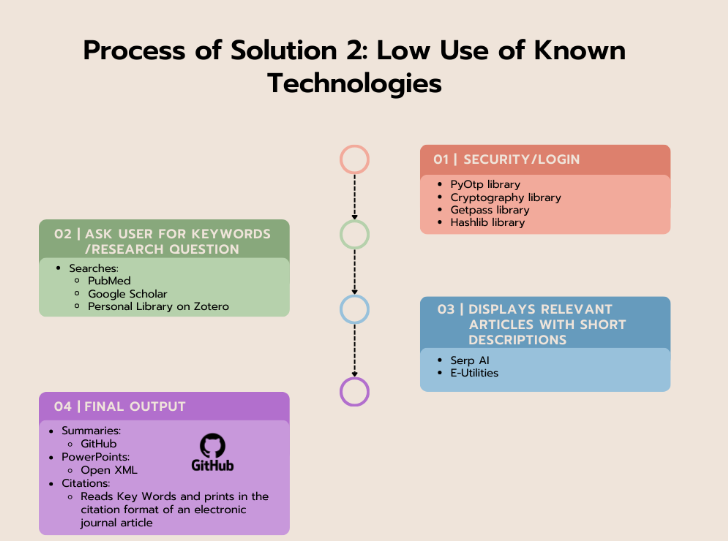 Process of Solution 2: Low Use of Known
Technologies
01 | SECURITY/LOGIN
• PyOtp library
• Cryptography library
• Getpass library
• Hashlib library
02 | ASK USER FOR KEYWORDS
/RESEARCH QUESTION
• Searches:
◦ PubMed
◦ Google Scholar
◦ Personal Library on Zotero
03 | DISPLAYS RELEVANT
ARTICLES WITH SHORT
DESCRIPTIONS
• Serp AI
• E-Utilities
04 | FINAL OUTPUT
• Summaries:
◦ GitHub
• PowerPoints:
◦ Open XML
• Citations:
◦ Reads Key Words and prints in the
citation format of an electronic
journal article
GitHub